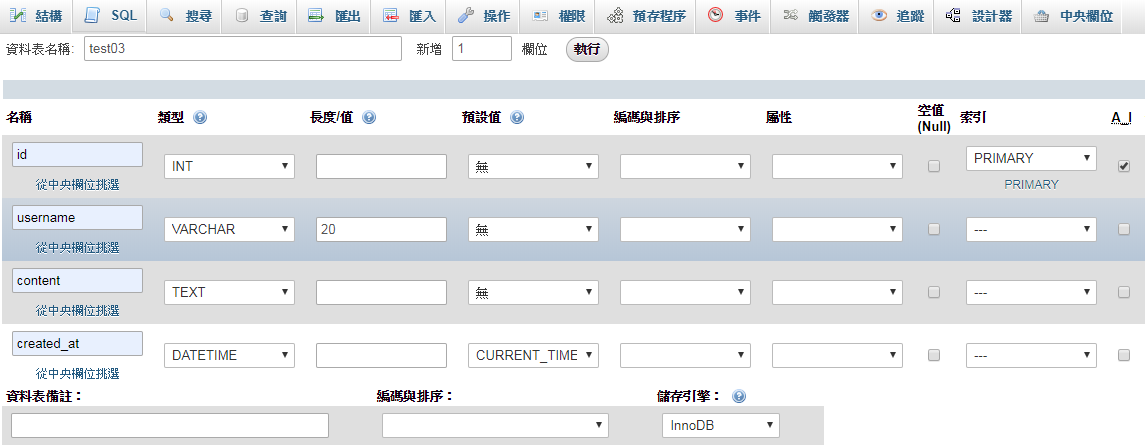 結構 SQL 搜尋 查詢 匯出 匯入 操作 權限 預存程序 事件 觸發器 追蹤 設計器 中央欄位
資料表名稱: test03 新增 1 欄位 執行
名稱 類型 長度/值 預設值 編碼與排序 屬性 空值 (Null) 索引 A_I
id INT 無 PRIMARY
從中央欄位挑選 PRIMARY
username VARCHAR 20 無 ---
從中央欄位挑選
content TEXT 無 ---
從中央欄位挑選
created_at DATETIME CURRENT_TIME ---
從中央欄位挑選
資料表備註： 編碼與排序： 儲存引擎：
InnoDB